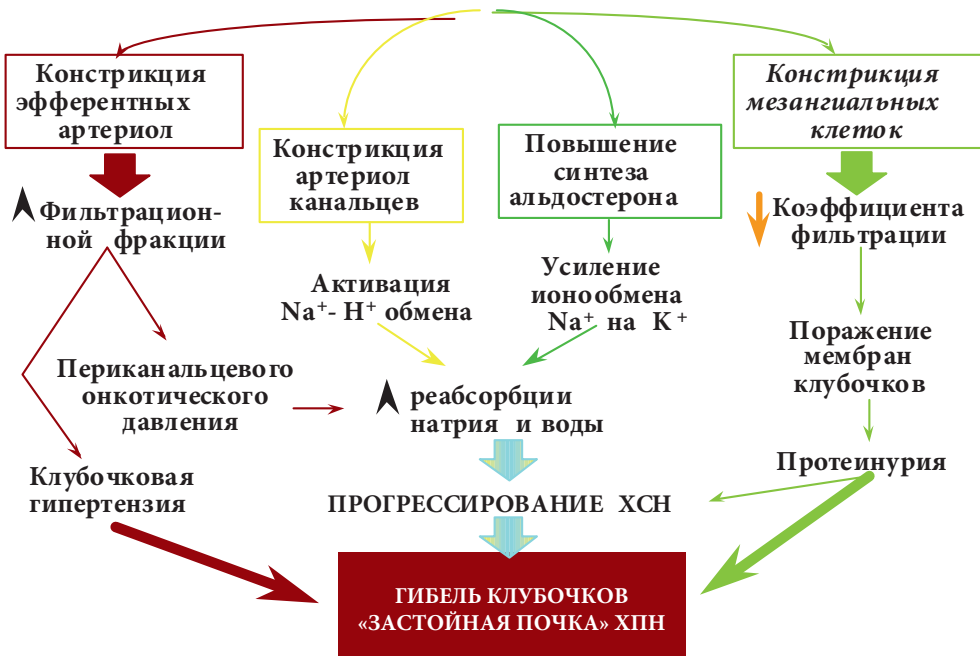 Констрикция
эфферентных
артериол
Констрикция
артериол
канальцев
Повышение
синтеза
альдостерона
Констрикция
мезангиальных
клеток
Фильтрацион-
ной фракции
Активация
Na⁺- H⁺ обмена
Усиление
ионообмена
Na⁺ на K⁺
Коэффициента
фильтрации
Периканальцевого
онкотического
давления
реабсорбции
натрия и воды
Поражение
мембран
клубочков
Клубочковая
гипертензия
Протеинурия
ПРОГРЕССИРОВАНИЕ ХСН
ГИБЕЛЬ КЛУБОЧКОВ
«ЗАСТОЙНАЯ ПОЧКА» ХПН